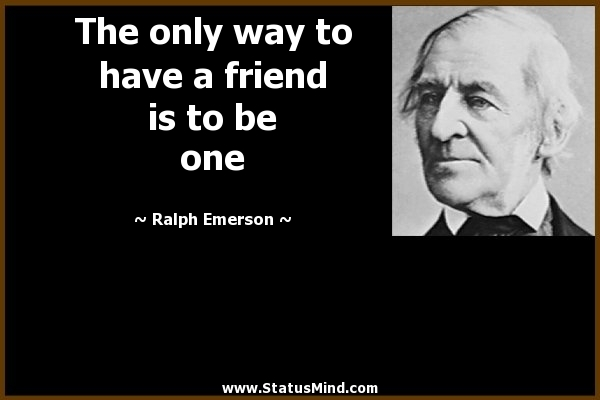 The only way to
have a friend
is to be
one
~ Ralph Emerson ~
www.StatusMind.com